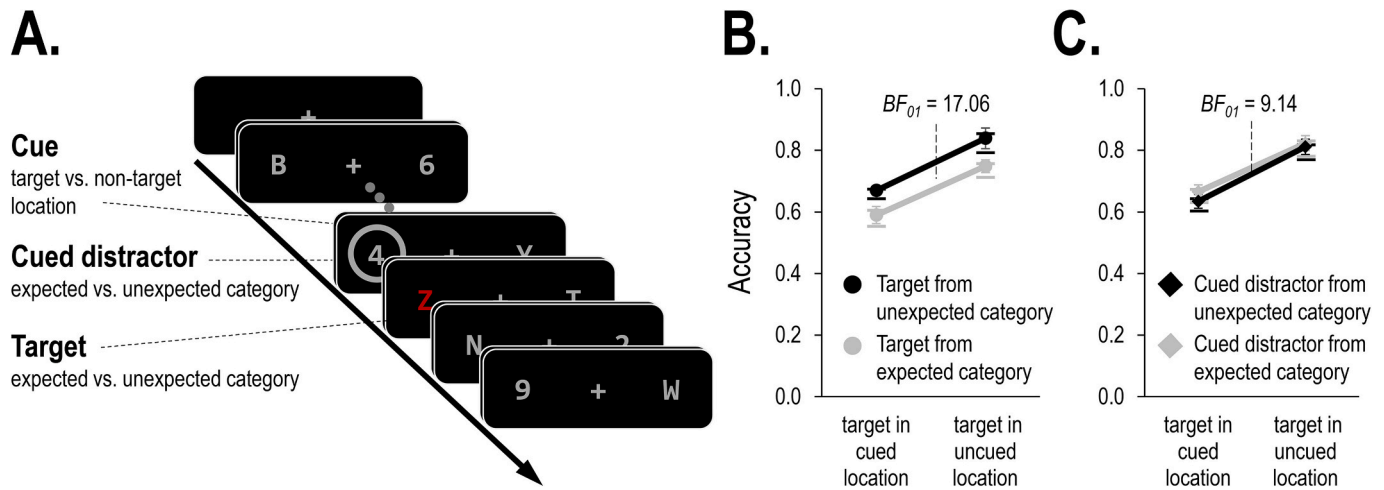 A.
+
B + 6
Cue
target vs. non-target
location
4 + Y
Cued distractor
expected vs. unexpected category
Z + T
Target
expected vs. unexpected category
N + 2
9 + W
B.
1.0
0.8
0.6
0.4
0.2
0.0
Accuracy
BF01 = 17.06
Target from
unexpected category
Target from
expected category
target in
cued
location
target in
uncued
location
C.
1.0
0.8
0.6
0.4
0.2
0.0
BF01 = 9.14
Cued distractor from
unexpected category
Cued distractor from
expected category
target in
cued
location
target in
uncued
location